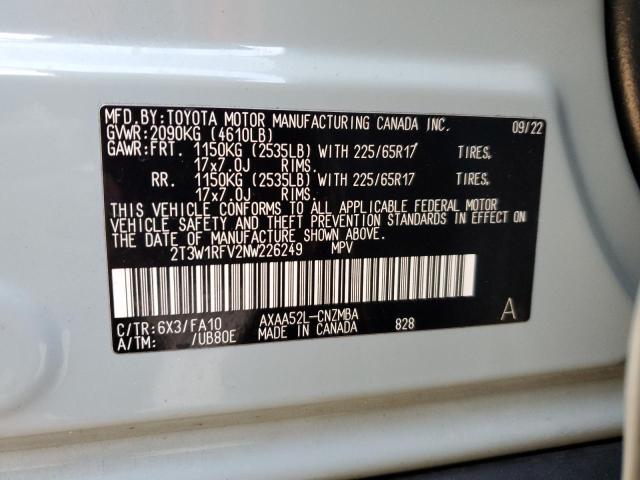 MFD.BY:TOYOTA MOTOR MANUFACTURING CANADA INC. 09/22
GVWR:2090KG (4610LB)
GAWR:FRT. 1150KG (2535LB) WITH 225/65R17 TIRES,
17x7.0J RIMS.
RR. 1150KG (2535LB) WITH 225/65R17 TIRES,
17x7.0J RIMS.
THIS VEHICLE CONFORMS TO ALL APPLICABLE FEDERAL MOTOR
VEHICLE SAFETY AND THEFT PREVENTION STANDARDS IN EFFECT ON
THE DATE OF MANUFACTURE SHOWN ABOVE.
2T3W1RFV2NW226249 MPV
C/TR:6X3/FA10 AXAA52L-CNZMBA 828 A
A/TM: /UB80E MADE IN CANADA